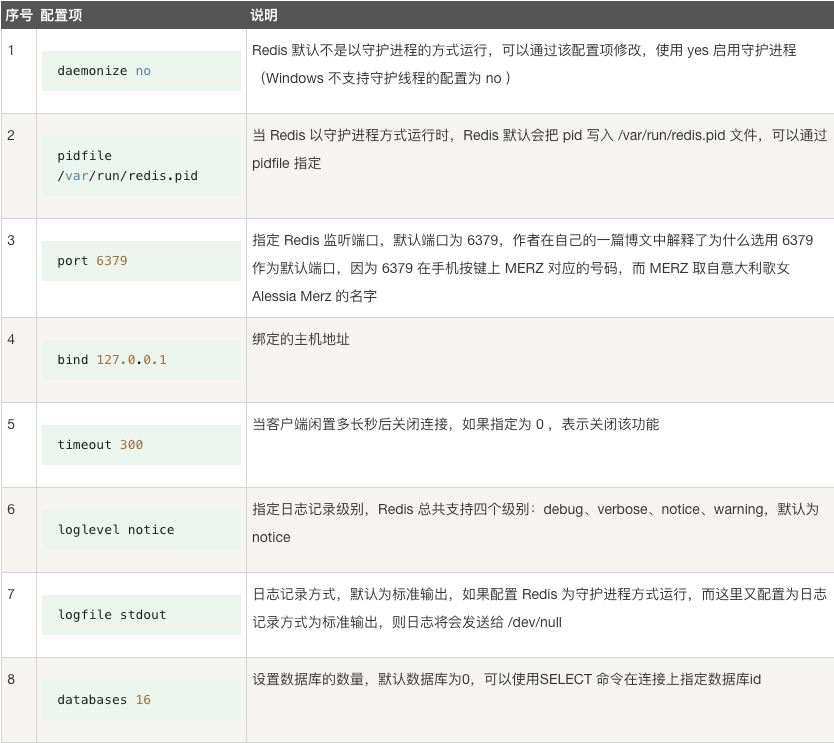 序号 配置项 说明
1
daemonize no
Redis 默认不是以守护进程的方式运行，可以通过该配置项修改，使用 yes 启用守护进程
（Windows 不支持守护线程的配置为 no ）
2
pidfile
/var/run/redis.pid
当 Redis 以守护进程方式运行时，Redis 默认会把 pid 写入 /var/run/redis.pid 文件，可以通过
pidfile 指定
3
port 6379
指定 Redis 监听端口，默认端口为 6379，作者在自己的一篇博文中解释了为什么选用 6379
作为默认端口，因为 6379 在手机按键上 MERZ 对应的号码，而 MERZ 取自意大利歌女
Alessia Merz 的名字
4
bind 127.0.0.1
绑定的主机地址
5
timeout 300
当客户端闲置多长秒后关闭连接，如果指定为 0 ，表示关闭该功能
6
loglevel notice
指定日志记录级别，Redis 总共支持四个级别：debug、verbose、notice、warning，默认为
notice
7
logfile stdout
日志记录方式，默认为标准输出，如果配置 Redis 为守护进程方式运行，而这里又配置为日志
记录方式为标准输出，则日志将会发送给 /dev/null
8
databases 16
设置数据库的数量，默认数据库为0，可以使用SELECT 命令在连接上指定数据库id